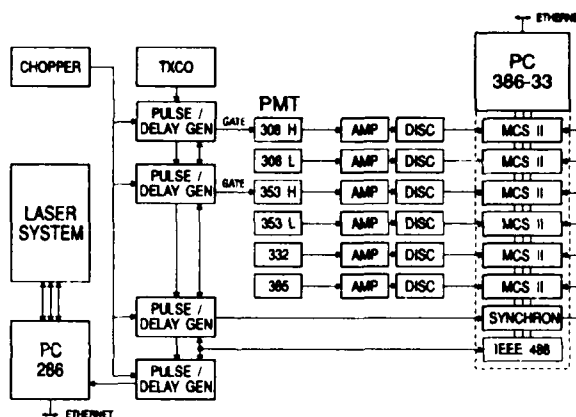 ETHERNET
CHOPPER
TXCO
PC
386-33
PULSE /
DELAY GEN
PMT
GATE
308 H
AMP
DISC
MCS II
308 L
AMP
DISC
MCS II
PULSE /
DELAY GEN
GATE
353 H
AMP
DISC
MCS II
LASER
SYSTEM
353 L
AMP
DISC
MCS II
332
AMP
DISC
MCS II
385
AMP
DISC
MCS II
PULSE /
DELAY GEN
SYNCHRON
PC
286
IEEE 488
PULSE /
DELAY GEN
ETHERNET